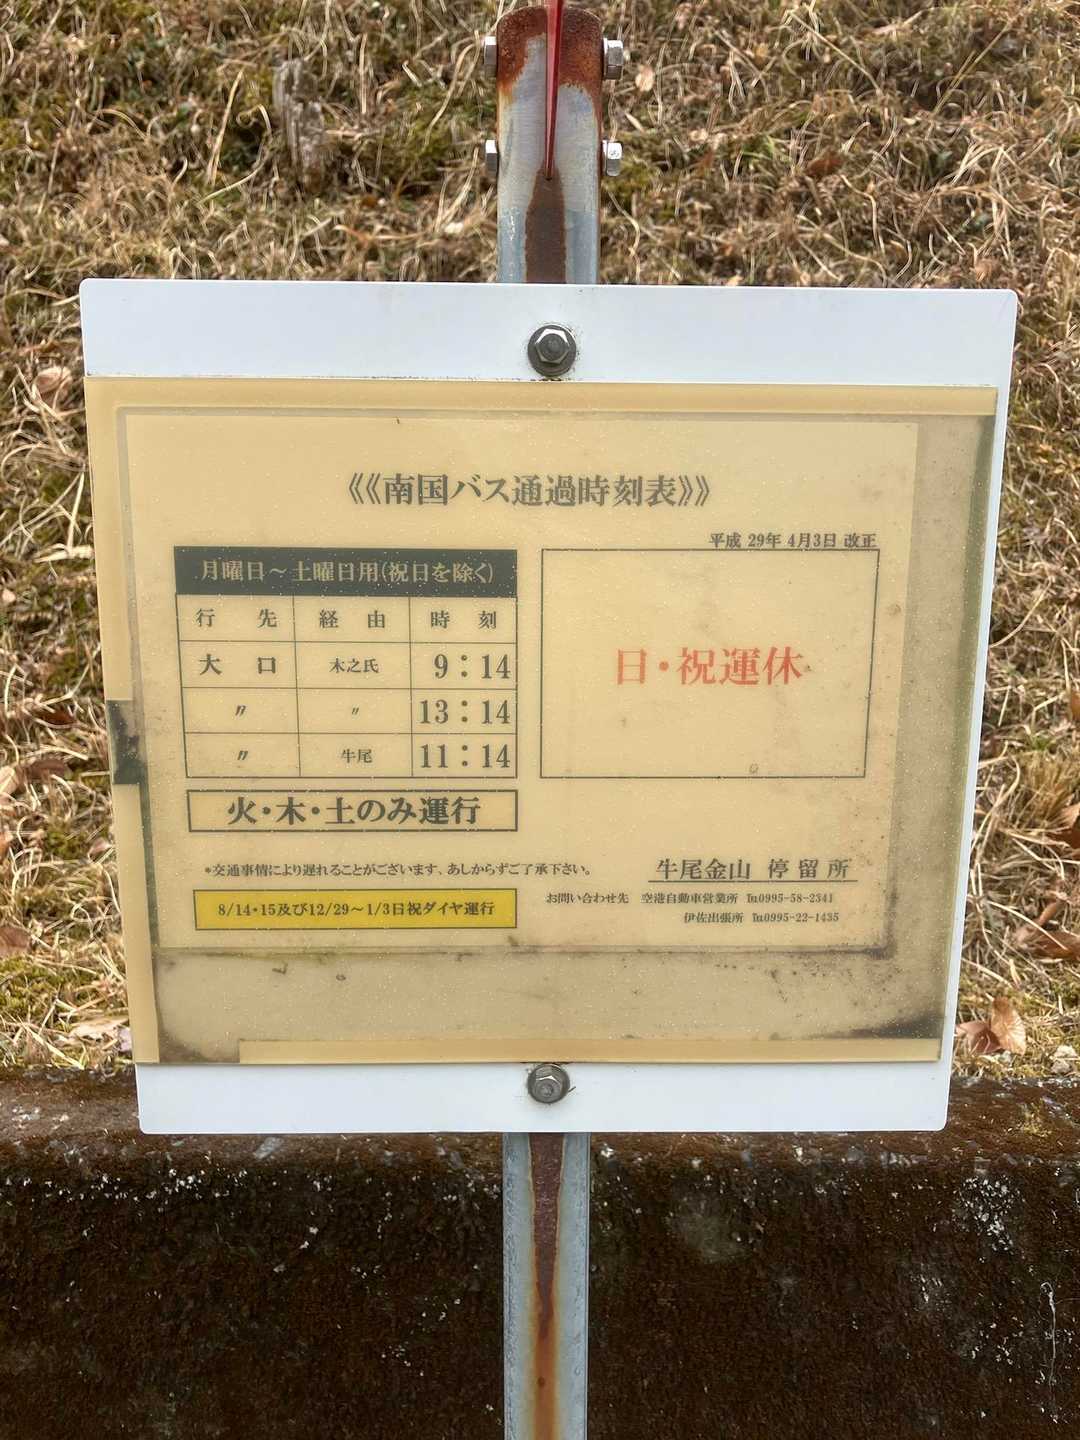 《《南国バス通過時刻表》》
平成 29年 4月3日 改正
月曜日～土曜日用(祝日を除く)
行先 経由 時刻
大口 木之氏 9：14
〃 〃 13：14
〃 牛尾 11：14
日・祝運休
火・木・土のみ運行
*交通事情により遅れることがございます、あしからずご了承下さい。
8/14・15及び12/29～1/3日祝ダイヤ運行
牛尾金山 停留所
お問い合わせ先 空港自動車営業所 ℡0995-58-2341
伊佐出張所 ℡0995-22-1435